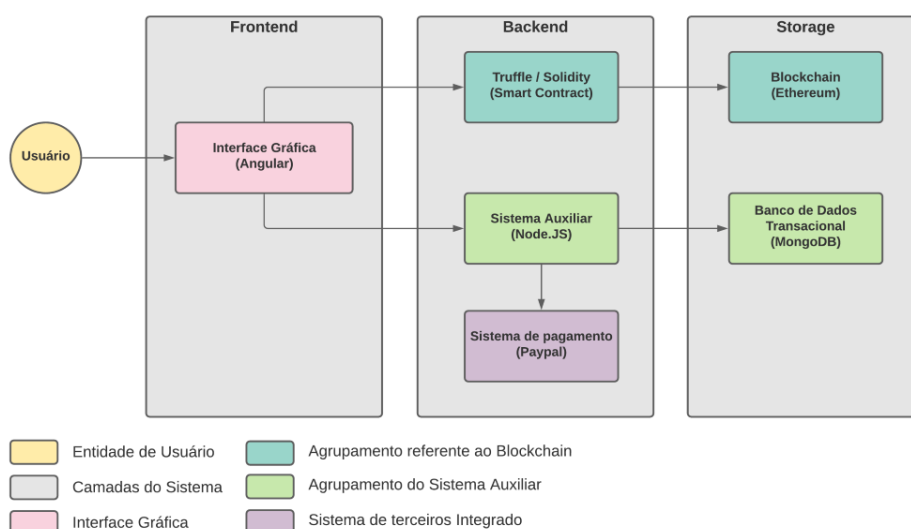 Frontend
Backend
Storage
Usuário
Interface Gráfica
(Angular)
Truffle / Solidity
(Smart Contract)
Blockchain
(Ethereum)
Sistema Auxiliar
(Node.JS)
Banco de Dados
Transacional
(MongoDB)
Sistema de pagamento
(Paypal)
Entidade de Usuário
Agrupamento referente ao Blockchain
Camadas do Sistema
Agrupamento do Sistema Auxiliar
Interface Gráfica
Sistema de terceiros Integrado